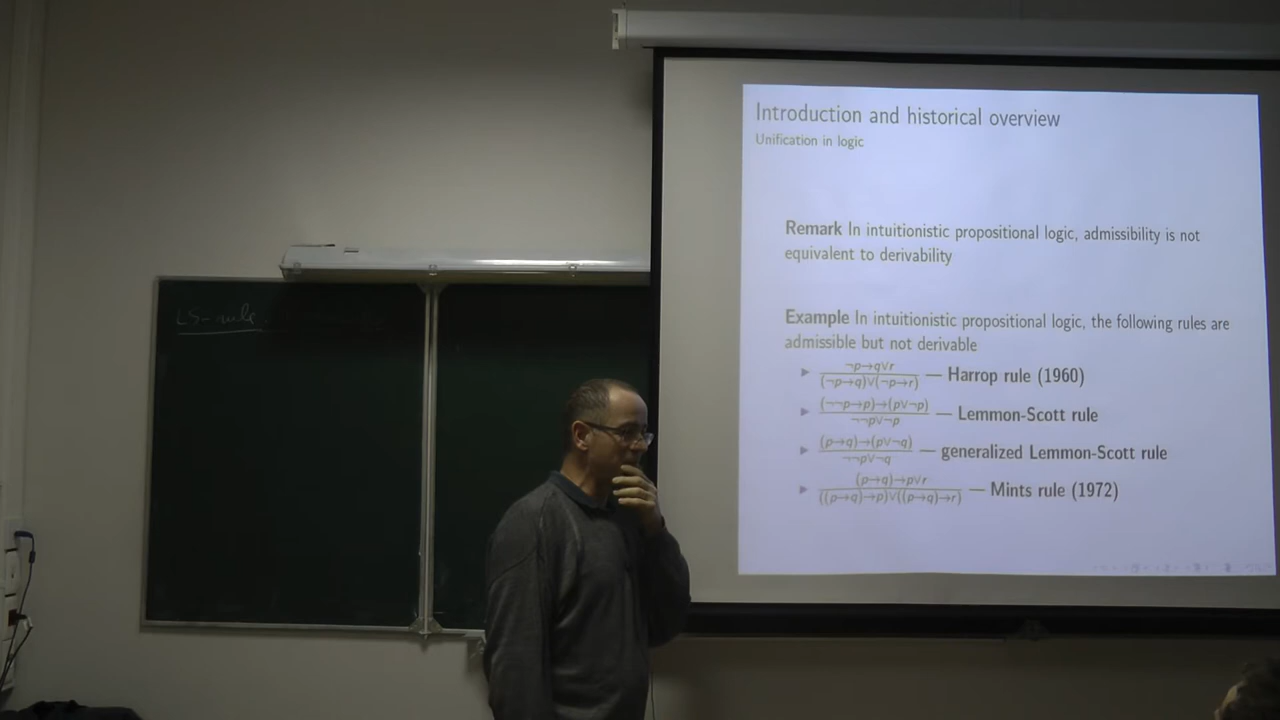 LS-rule
Introduction and historical overview
Unification in logic
Remark In intuitionistic propositional logic, admissibility is not
equivalent to derivability
Example In intuitionistic propositional logic, the following rules are
admissible but not derivable
¬p→q∨r
(¬p→q)∨(¬p→r) — Harrop rule (1960)
(¬¬p→p)→(p∨¬p)
¬¬p∨¬p — Lemmon-Scott rule
(p→q)→(p∨¬q)
¬¬p∨¬q — generalized Lemmon-Scott rule
(p→q)→p∨r
((p→q)→p)∨((p→q)→r) — Mints rule (1972)